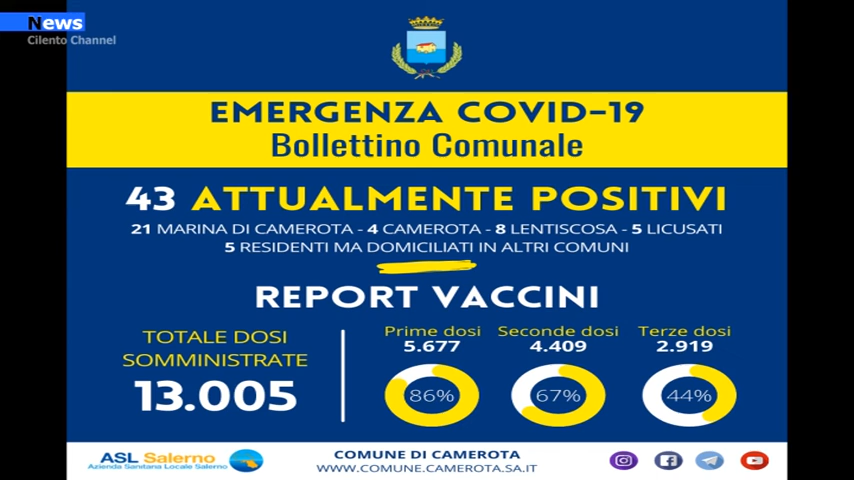 News
Cilento Channel
EMERGENZA COVID-19
Bollettino Comunale
43 ATTUALMENTE POSITIVI
21 MARINA DI CAMEROTA - 4 CAMEROTA - 8 LENTISCOSA - 5 LICUSATI
5 RESIDENTI MA DOMICILIATI IN ALTRI COMUNI
REPORT VACCINI
TOTALE DOSI
SOMMINISTRATE
13.005
Prime dosi
5.677
86%
Seconde dosi
4.409
67%
Terze dosi
2.919
44%
ASL Salerno
Azienda Sanitaria Locale Salerno
COMUNE DI CAMEROTA
WWW.COMUNE.CAMEROTA.SA.IT